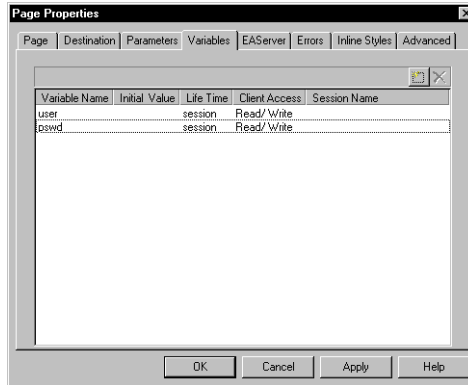 Page Properties
Page Destination Parameters Variables EAServer Errors Inline Styles Advanced
Variable Name Initial Value Life Time Client Access Session Name
user session Read/ Write
pswd session Read/ Write
OK Cancel Apply Help